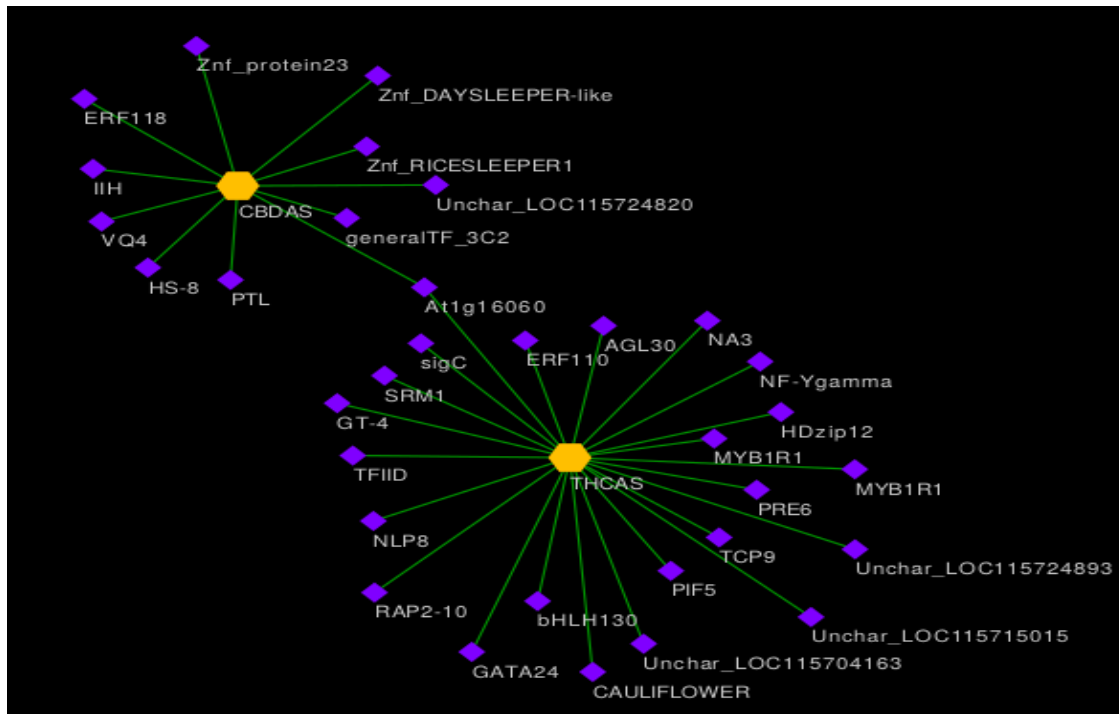 Znf_protein23
Znf_DAYSLEEPER-like
ERF118
Znf_RICESLEEPER1
IIH
Unchar_LOC115724820
CBDAS
generalTF_3C2
VQ4
HS-8
PTL
At1g16060
NA3
AGL30
ERF110
sigC
NF-Ygamma
SRM1
GT-4
HDzip12
MYB1R1
TFIID
THCAS
MYB1R1
PRE6
NLP8
TCP9
Unchar_LOC115724893
PIF5
RAP2-10
bHLH130
Unchar_LOC115715015
Unchar_LOC115704163
GATA24
CAULIFLOWER